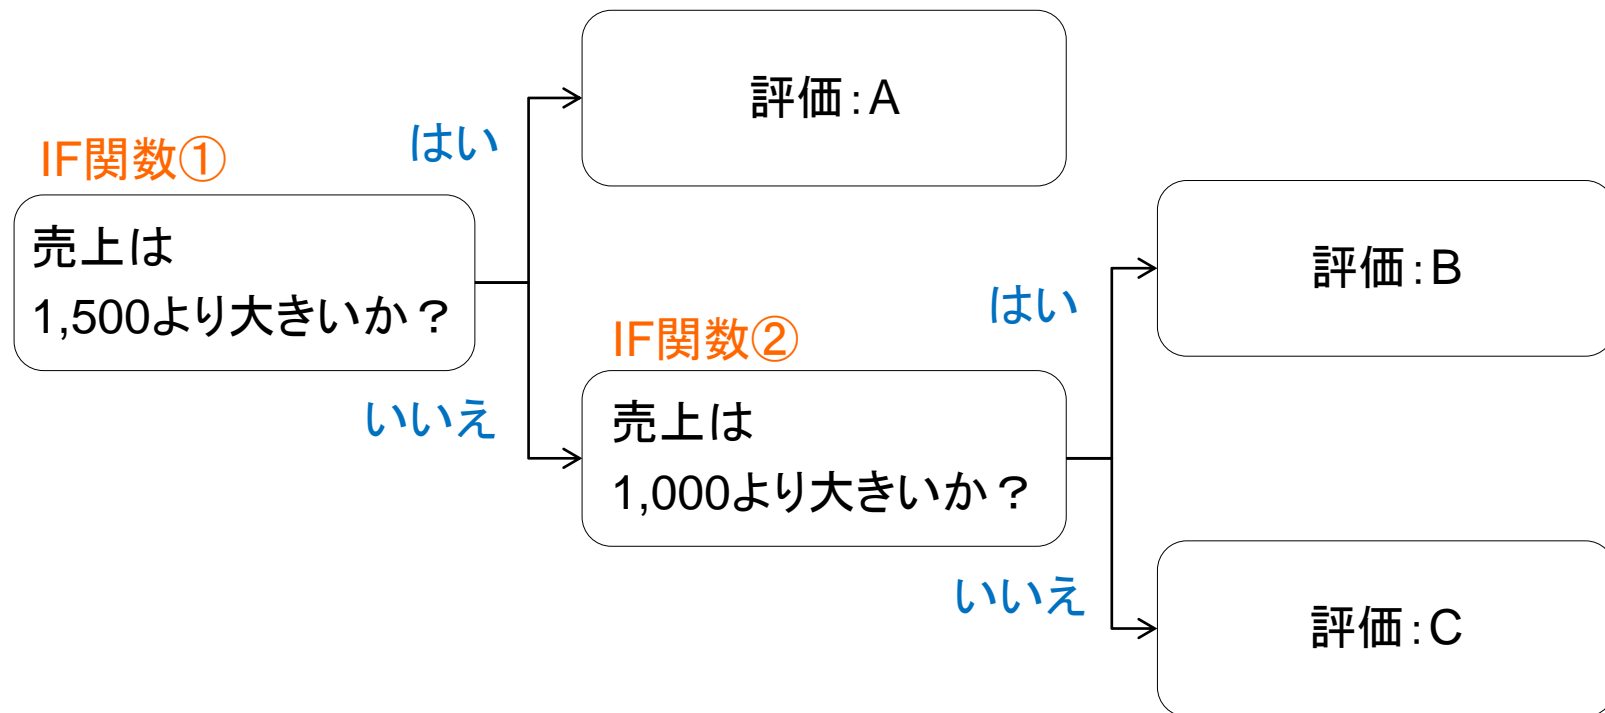 IF関数①
売上は
1,500より大きいか？
はい
評価：A
いいえ
IF関数②
売上は
1,000より大きいか？
はい
評価：B
いいえ
評価：C